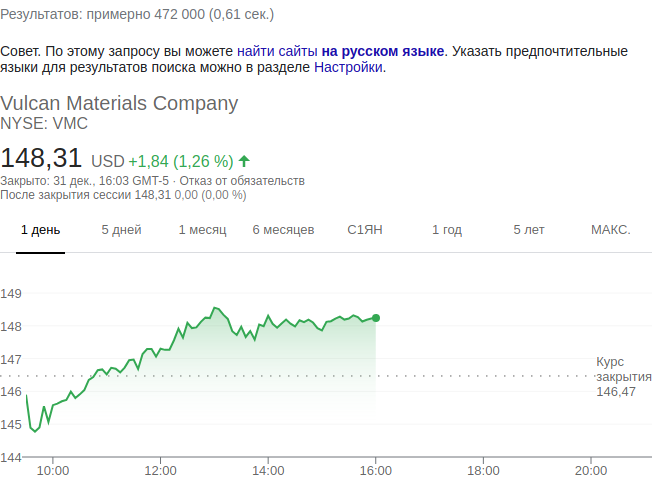 Результатов: примерно 472 000 (0,61 сек.)
Совет. По этому запросу вы можете найти сайты на русском языке. Указать предпочтительные
языки для результатов поиска можно в разделе Настройки.
Vulcan Materials Company
NYSE: VMC
148,31 USD +1,84 (1,26 %)
Закрыто: 31 дек., 16:03 GMT-5 · Отказ от обязательств
После закрытия сессии 148,31 0,00 (0,00 %)
1 день 5 дней 1 месяц 6 месяцев С1ЯН 1 год 5 лет МАКС.
149
148
147
Курс
закрытия
146,47
146
145
144
10:00 12:00 14:00 16:00 18:00 20:00